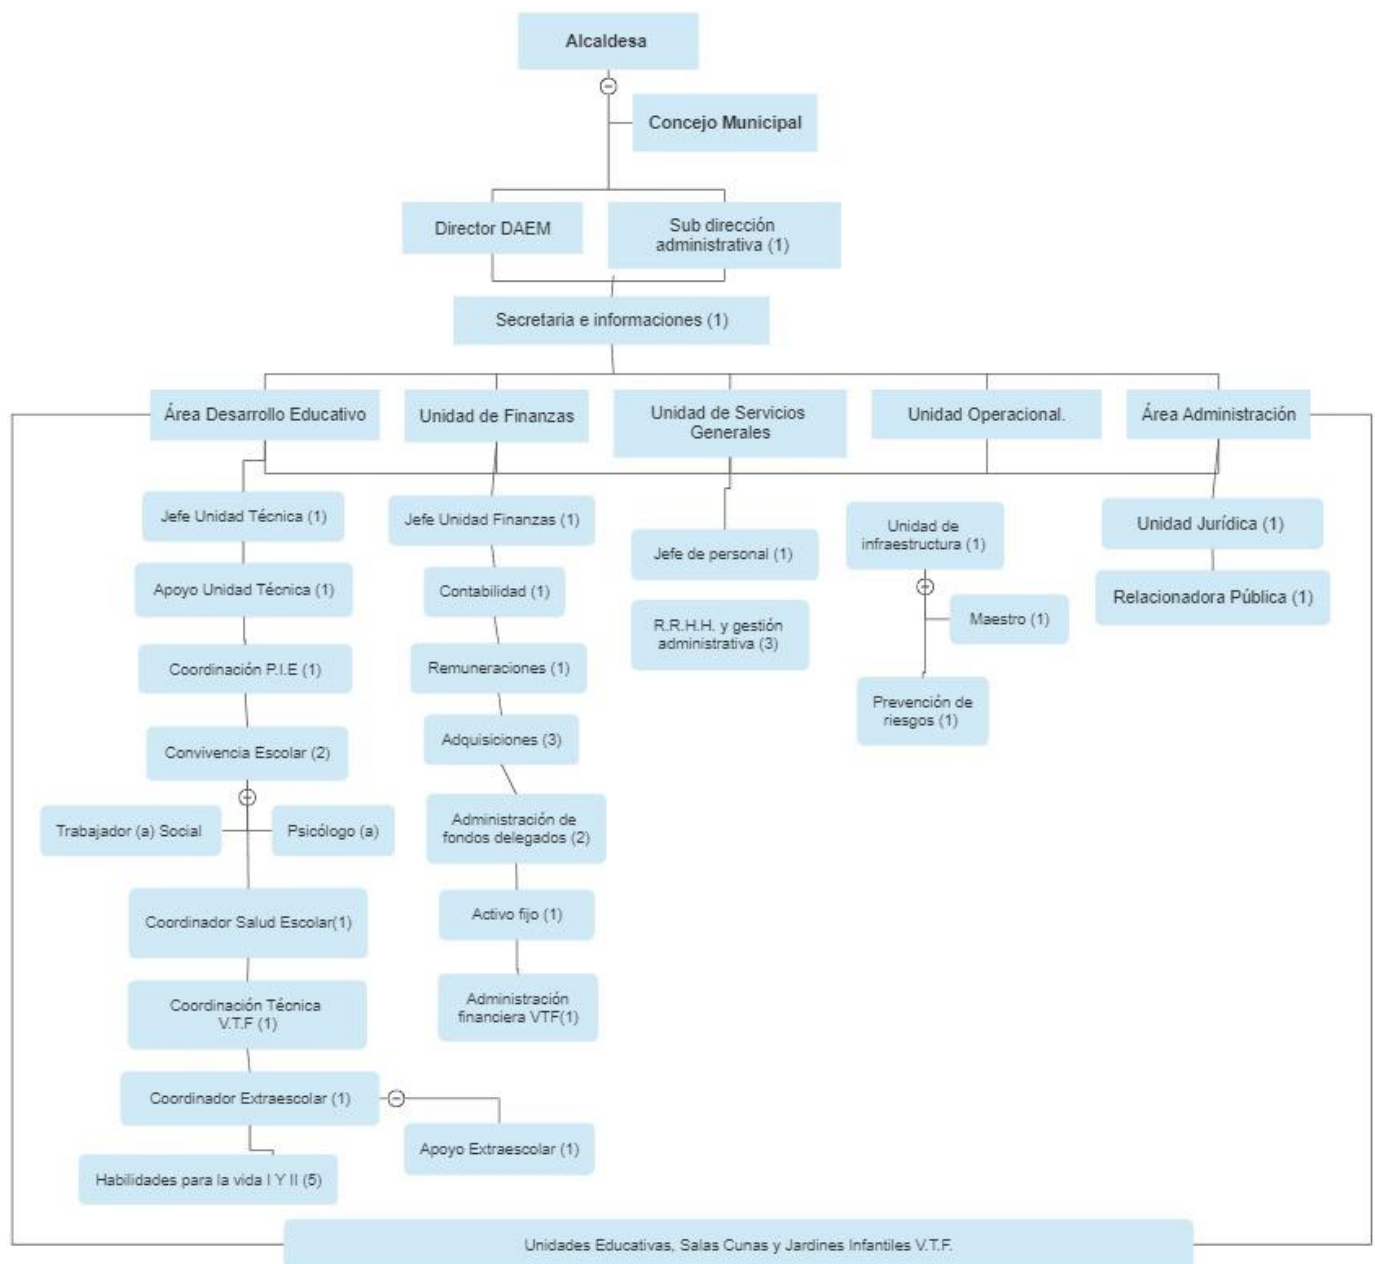 Alcaldesa
Concejo Municipal
Director DAEM
Sub dirección
administrativa (1)
Secretaria e informaciones (1)
Área Desarrollo Educativo
Unidad de Finanzas
Unidad de Servicios
Generales
Unidad Operacional.
Área Administración
Jefe Unidad Técnica (1)
Apoyo Unidad Técnica (1)
Coordinación P.I.E (1)
Convivencia Escolar (2)
Trabajador (a) Social
Psicólogo (a)
Coordinador Salud Escolar(1)
Coordinación Técnica
V.T.F (1)
Coordinador Extraescolar (1)
Apoyo Extraescolar (1)
Habilidades para la vida I Y II (5)
Jefe Unidad Finanzas (1)
Contabilidad (1)
Remuneraciones (1)
Adquisiciones (3)
Administración de
fondos delegados (2)
Activo fijo (1)
Administración
financiera VTF(1)
Jefe de personal (1)
R.R.H.H. y gestión
administrativa (3)
Unidad de
infraestructura (1)
Maestro (1)
Prevención de
riesgos (1)
Unidad Jurídica (1)
Relacionadora Pública (1)
Unidades Educativas, Salas Cunas y Jardines Infantiles V.T.F.